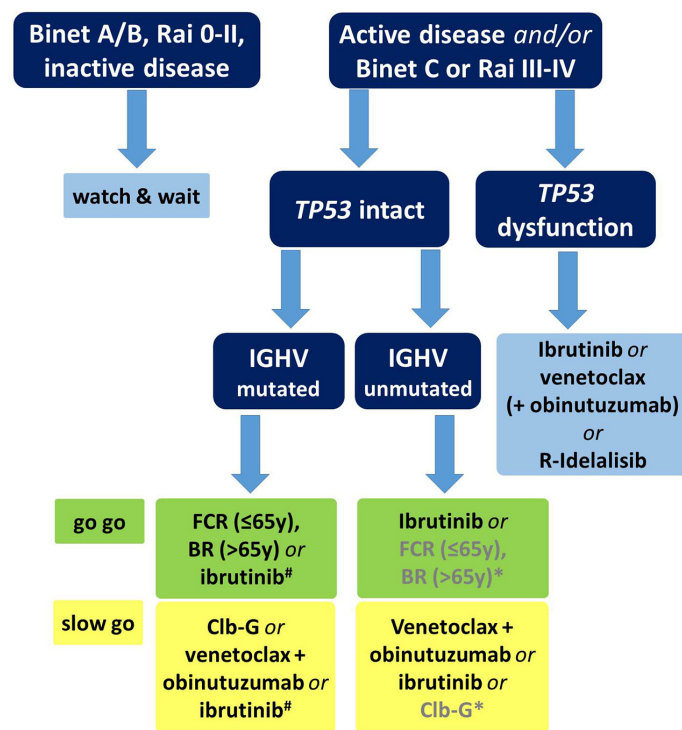 Binet A/B, Rai 0-II,
inactive disease
Active disease and/or
Binet C or Rai III-IV
watch & wait
TP53 intact
TP53
dysfunction
IGHV
mutated
IGHV
unmutated
Ibrutinib or
venetoclax
(+ obinutuzumab)
or
R-Idelalisib
go go
FCR (≤65y),
BR (>65y) or
ibrutinib#
Ibrutinib or
FCR (≤65y),
BR (>65y)*
slow go
Clb-G or
venetoclax +
obinutuzumab or
ibrutinib#
Venetoclax +
obinutuzumab or
ibrutinib or
Clb-G*